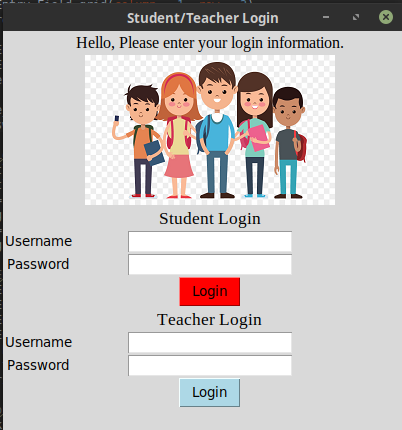 Student/Teacher Login
Hello, Please enter your login information.
Student Login
Username
Password
Login
Teacher Login
Username
Password
Login